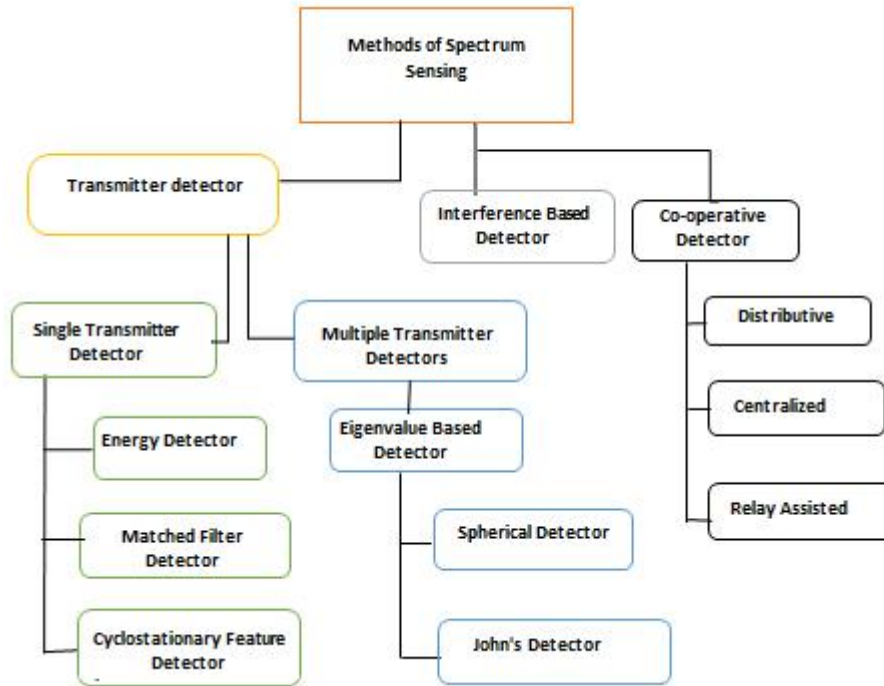 Methods of Spectrum
Sensing
Transmitter detector
Interference Based
Detector
Co-operative
Detector
Single Transmitter
Detector
Multiple Transmitter
Detectors
Distributive
Energy Detector
Eigenvalue Based
Detector
Centralized
Matched Filter
Detector
Spherical Detector
Relay Assisted
Cyclostationary Feature
Detector
John's Detector